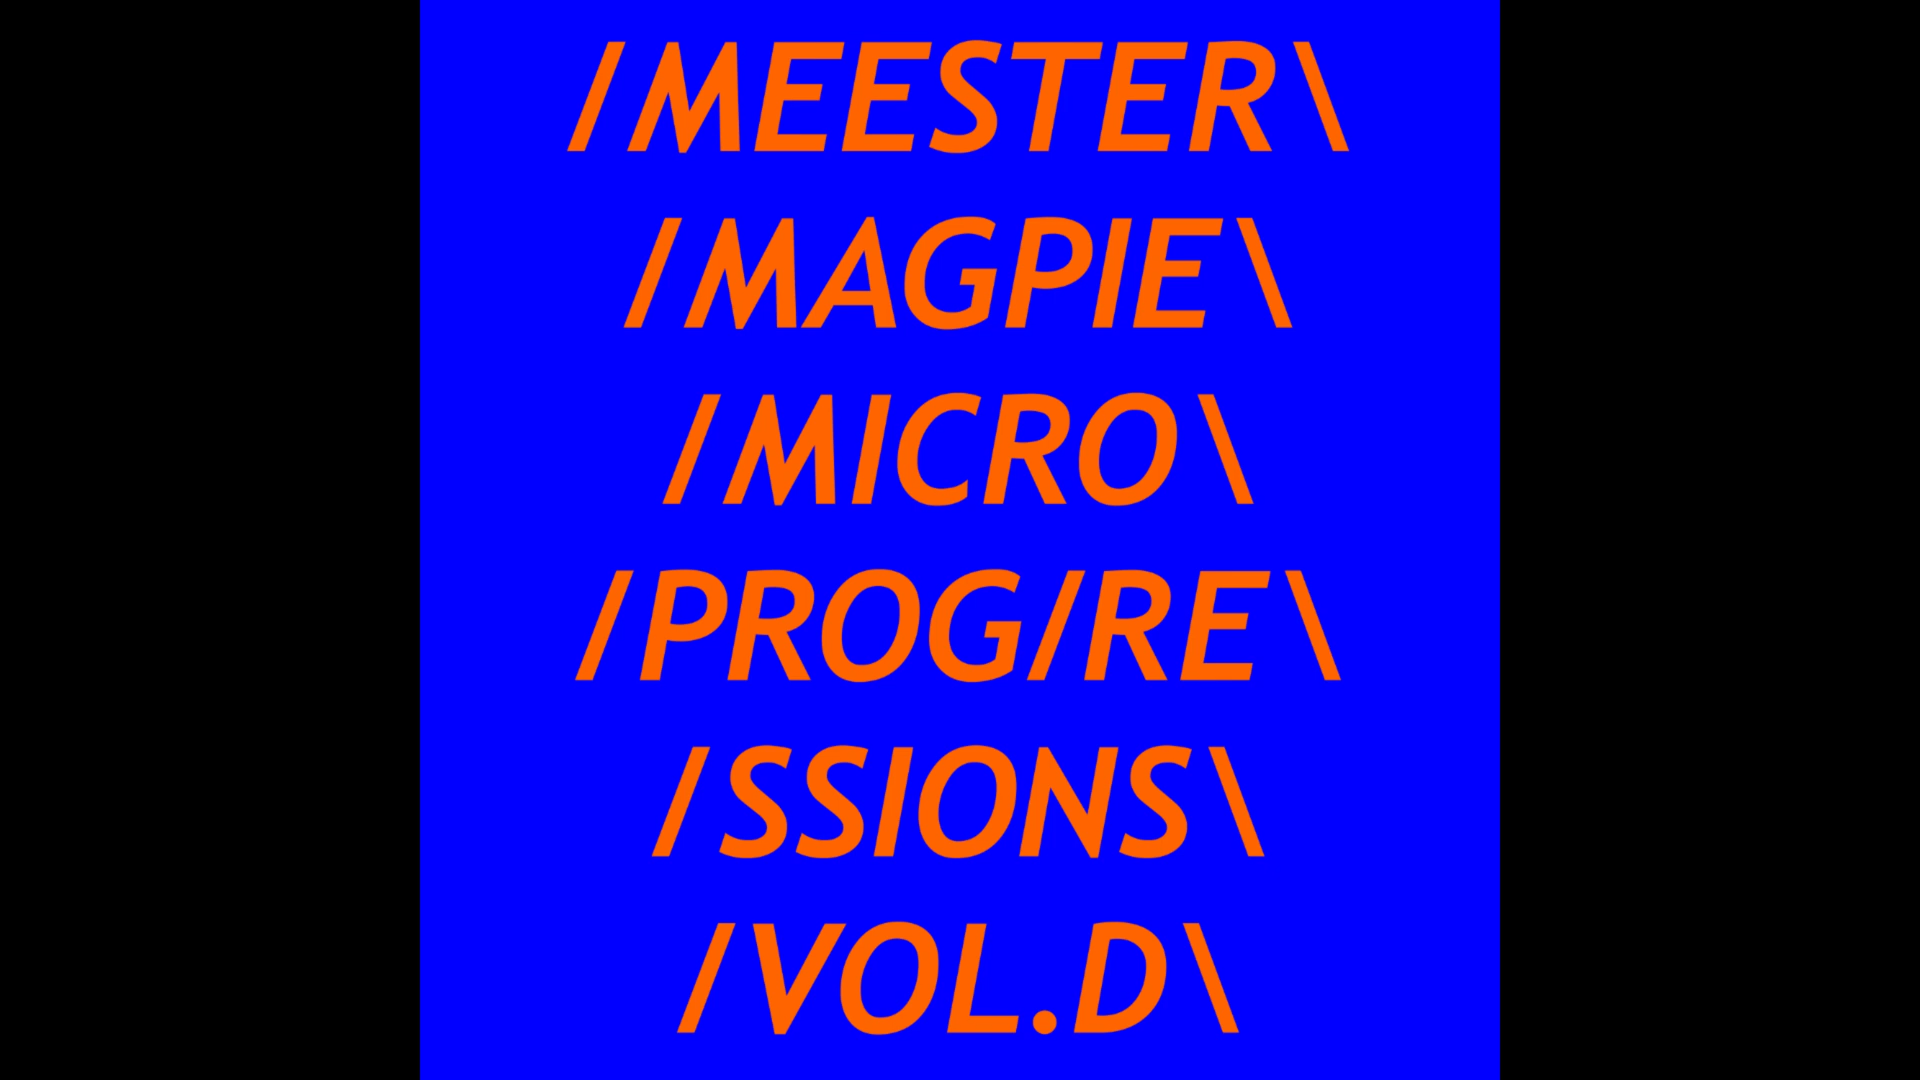 /MEESTER\
/MAGPIE\
/MICRO\
/PROG/RE\
/SSIONS\
/VOL.D\